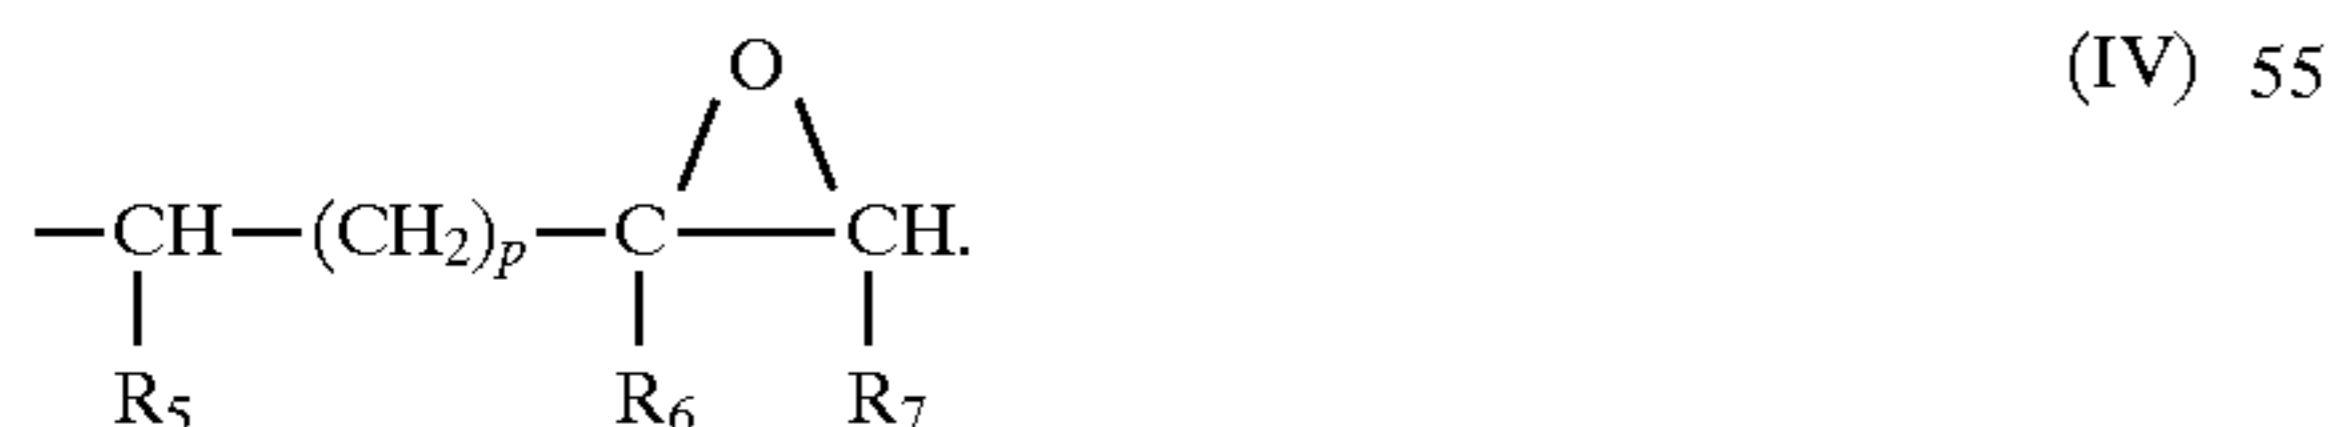 O (IV) 55
—CH—(CH₂)ₚ—C—CH.
R₅ R₆ R₇